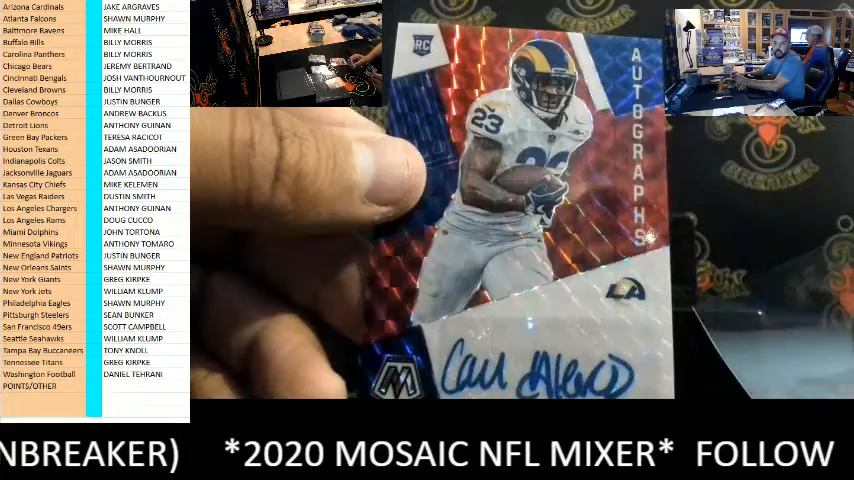 Arizona Cardinals JAKE ARGRAVES
Atlanta Falcons SHAWN MURPHY
Baltimore Ravens MIKE HALL
Buffalo Bills BILLY MORRIS
Carolina Panthers BILLY MORRIS
Chicago Bears JEREMY BERTRAND
Cincinnati Bengals JOSH VANTHOURNOUT
Cleveland Browns BILLY MORRIS
Dallas Cowboys JUSTIN BUNGER
Denver Broncos ANDREW BACKUS
Detroit Lions ANTHONY GUINAN
Green Bay Packers TERESA RACICOT
Houston Texans ADAM ASADOORIAN
Indianapolis Colts JASON SMITH
Jacksonville Jaguars ADAM ASADOORIAN
Kansas City Chiefs MIKE KELEMEN
Las Vegas Raiders DUSTIN SMITH
Los Angeles Chargers ANTHONY GUINAN
Los Angeles Rams DOUG CUCCO
Miami Dolphins JOHN TORTONA
Minnesota Vikings ANTHONY TOMARO
New England Patriots JUSTIN BUNGER
New Orleans Saints SHAWN MURPHY
New York Giants GREG KIRPKE
New York Jets WILLIAM KLUMP
Philadelphia Eagles SHAWN MURPHY
Pittsburgh Steelers SEAN BUNKER
San Francisco 49ers SCOTT CAMPBELL
Seattle Seahawks WILLIAM KLUMP
Tampa Bay Buccaneers TONY KNOLL
Tennessee Titans GREG KIRPKE
Washington Football DANIEL TEHRANI
POINTS/OTHER
RC
AUTOGRAPHS
23
LA
M
BREAKER
NBREAKER) *2020 MOSAIC NFL MIXER* FOLLOW